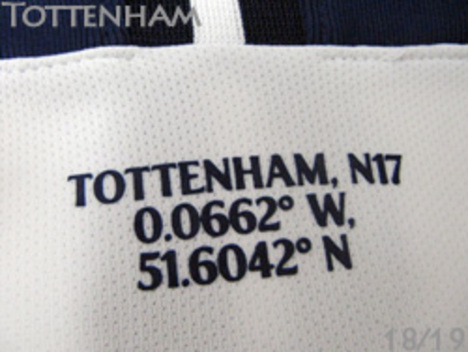 TOTTENHAM
TOTTENHAM, N17
0.0662° W,
51.6042° N
18/19